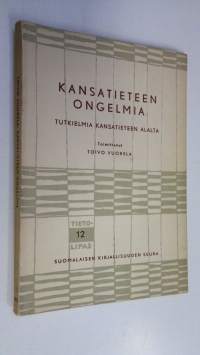 KANSATIETEEN
ONGELMIA
TUTKIELMIA KANSATIETEEN ALALTA
Toimittanut
TOIVO VUORELA
TIETO-
12
LIPAS
SUOMALAISEN KIRJALLISUUDEN SEURA